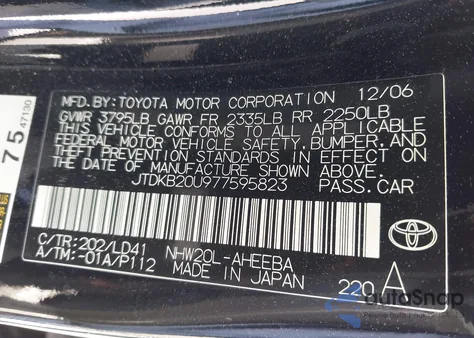 MFD.BY: TOYOTA MOTOR CORPORATION 12/06
GVWR 3795LB GAWR FR 2335LB RR 2250LB
THIS VEHICLE CONFORMS TO ALL APPLICABLE
FEDERAL MOTOR VEHICLE SAFETY, BUMPER, AND
THEFT PREVENTION STANDARDS IN EFFECT ON
THE DATE OF MANUFACTURE SHOWN ABOVE.
JTDKB20U977595823 PASS.CAR
C/TR:202/LD41 NHW20L-AHEEBA
A/TM:-01A/P112 MADE IN JAPAN 220 A
75
47130
AutoSnap